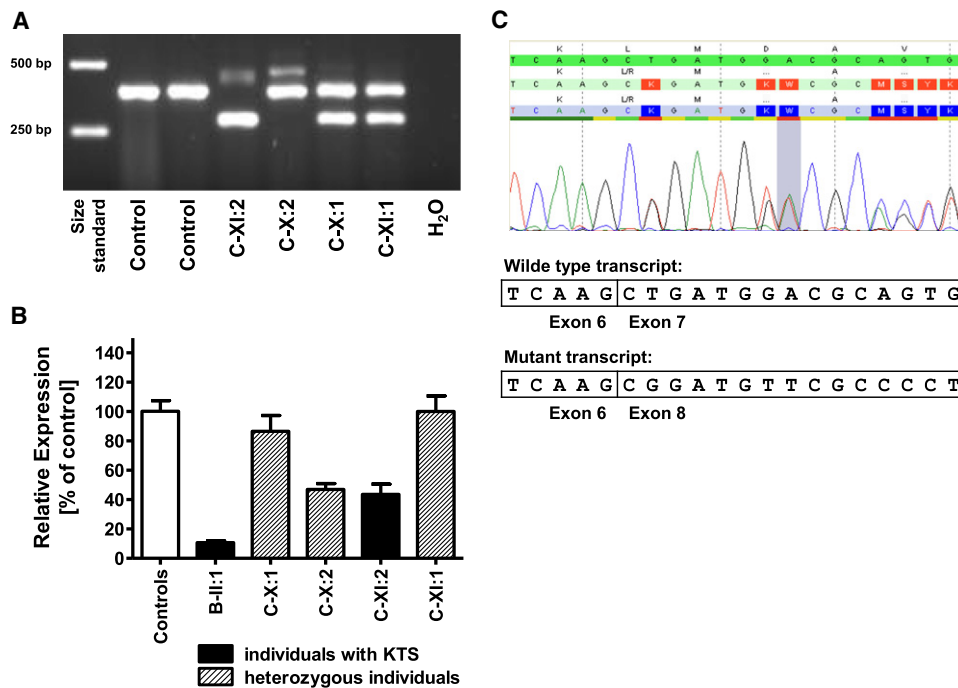 A
500 bp
250 bp
Size standard
Control
Control
C-XI:2
C-X:2
C-X:1
C-XI:1
H2O
B
Relative Expression
[% of control]
140
120
100
80
60
40
20
0
Controls
B-II:1
C-X:1
C-X:2
C-XI:2
C-XI:1
individuals with KTS
heterozygous individuals
C
K L M D A V
T C A A G C T G A T G G A C G C A G T G
K L/R M ... A ...
T C A A G C K G A T G K W C G C M S Y K
K L/R M ... A ...
T C A A G C K G A T G K W C G C M S Y K
Wilde type transcript:
T C A A G C T G A T G G A C G C A G T G
Exon 6 Exon 7
Mutant transcript:
T C A A G C G G A T G T T C G C C C C T
Exon 6 Exon 8